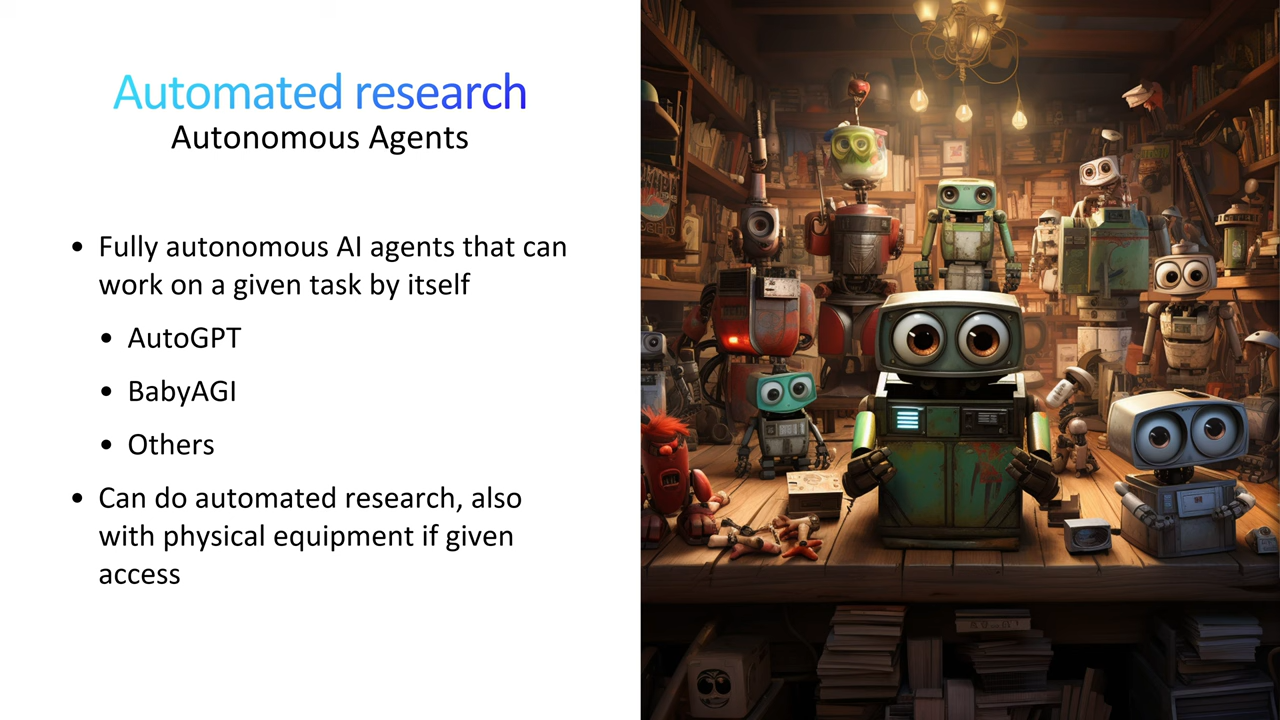 Automated research
Autonomous Agents
• Fully autonomous AI agents that can
work on a given task by itself
• AutoGPT
• BabyAGI
• Others
• Can do automated research, also
with physical equipment if given
access